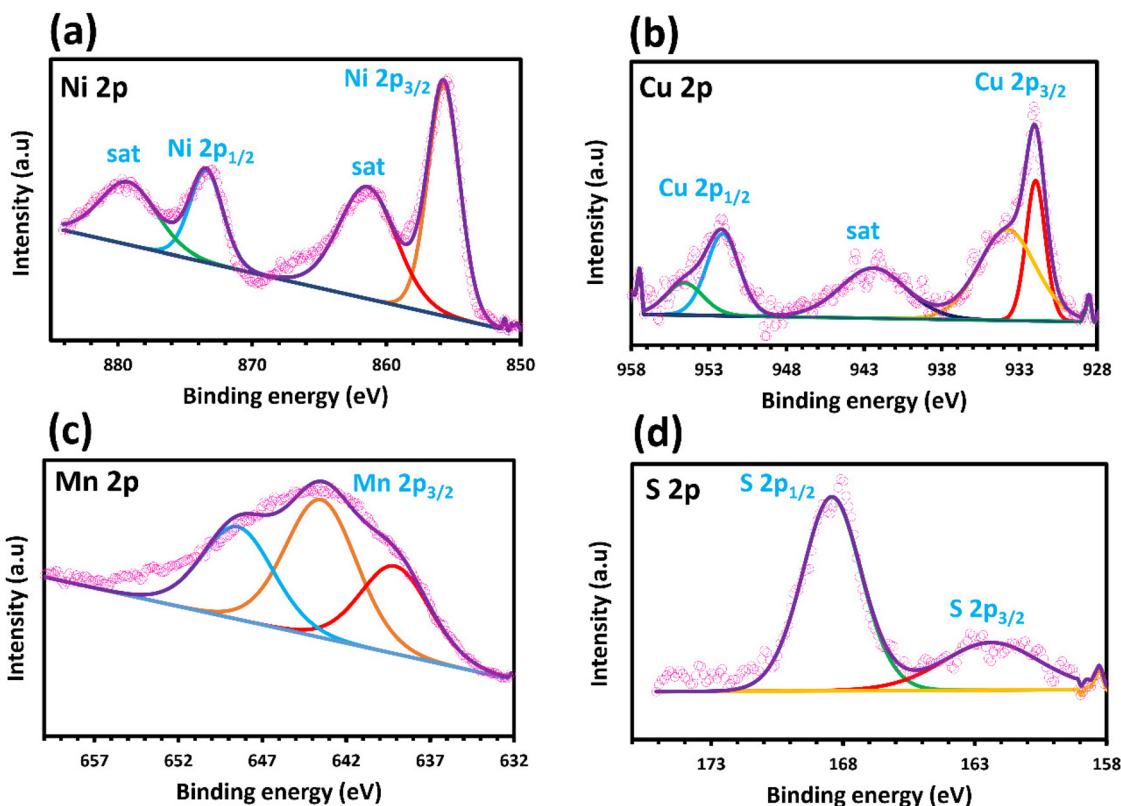 (a)
Ni 2p
Ni 2p3/2
sat
Ni 2p1/2
sat
Intensity (a.u)
880
870
860
850
Binding energy (eV)
(b)
Cu 2p
Cu 2p3/2
Cu 2p1/2
sat
Intensity (a.u)
958
953
948
943
938
933
928
Binding energy (eV)
(c)
Mn 2p
Mn 2p3/2
Intensity (a.u)
657
652
647
642
637
632
Binding energy (eV)
(d)
S 2p
S 2p1/2
S 2p3/2
Intensity (a.u)
173
168
163
158
Binding energy (eV)